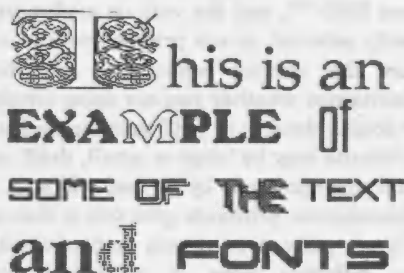 This is an
EXAMPLE Of
SOME OF THE TEXT
and FONTS